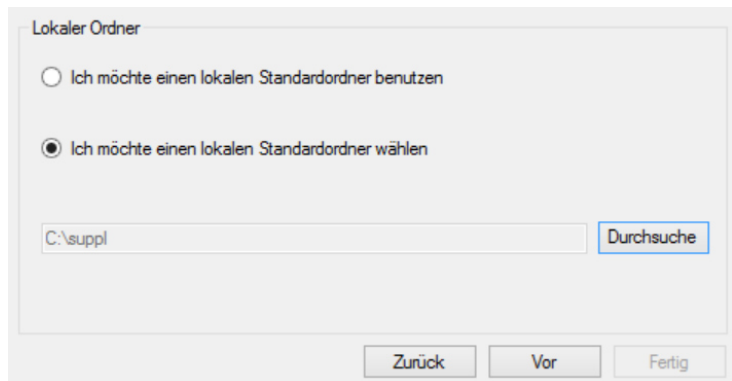 Lokaler Ordner
Ich möchte einen lokalen Standardordner benutzen
Ich möchte einen lokalen Standardordner wählen
C:\suppl Durchsuche
Zurück Vor Fertig